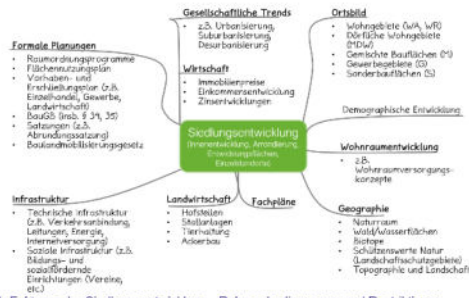 Gesellschaftliche Trends
• z.B. Urbanisierung,
Suburbanisierung,
Desurbanisierung
Ortsbild
• Wohngebiete (WA, WR)
• Dörfliche Wohngebiete
(MDW)
• Gemischte Bauflächen (M)
• Gewerbegebiete (G)
• Sonderbauflächen (S)
Formale Planungen
• Raumordnungsprogramme
• Flächennutzungsplan
• Vorhaben- und
Erschließungsplan (z.B.
Einzelhandel, Gewerbe,
Landwirtschaft)
• BauGB (insb. § 34, 35)
• Satzungen (z.B.
Abrundungssatzung)
• Baulandmobilisierungsgesetz
Wirtschaft
• Immobilienpreise
• Einkommensentwicklung
• Zinsentwicklungen
Demographische Entwicklung
Siedlungsentwicklung
(Innenentwicklung, Arrondierung,
Entwicklungsflächen,
Einzelstandorte)
Wohnraumentwicklung
• z.B.
Wohnraumversorgungs-
konzepte
Infrastruktur
• Technische Infrastruktur
(z.B. Verkehrsanbindung,
Leitungen, Energie,
Internetversorgung)
• Soziale Infrastruktur (z.B.
Bildungs- und
sozialfördernde
Einrichtungen (Vereine,
etc.)
Landwirtschaft
• Hofstellen
• Stallanlagen
• Tierhaltung
• Ackerbau
Fachpläne
Geographie
• Naturraum
• Wald/Wasserflächen
• Biotope
• Schützenswerte Natur
(Landschaftsschutzgebiete)
• Topographie und Landschaft